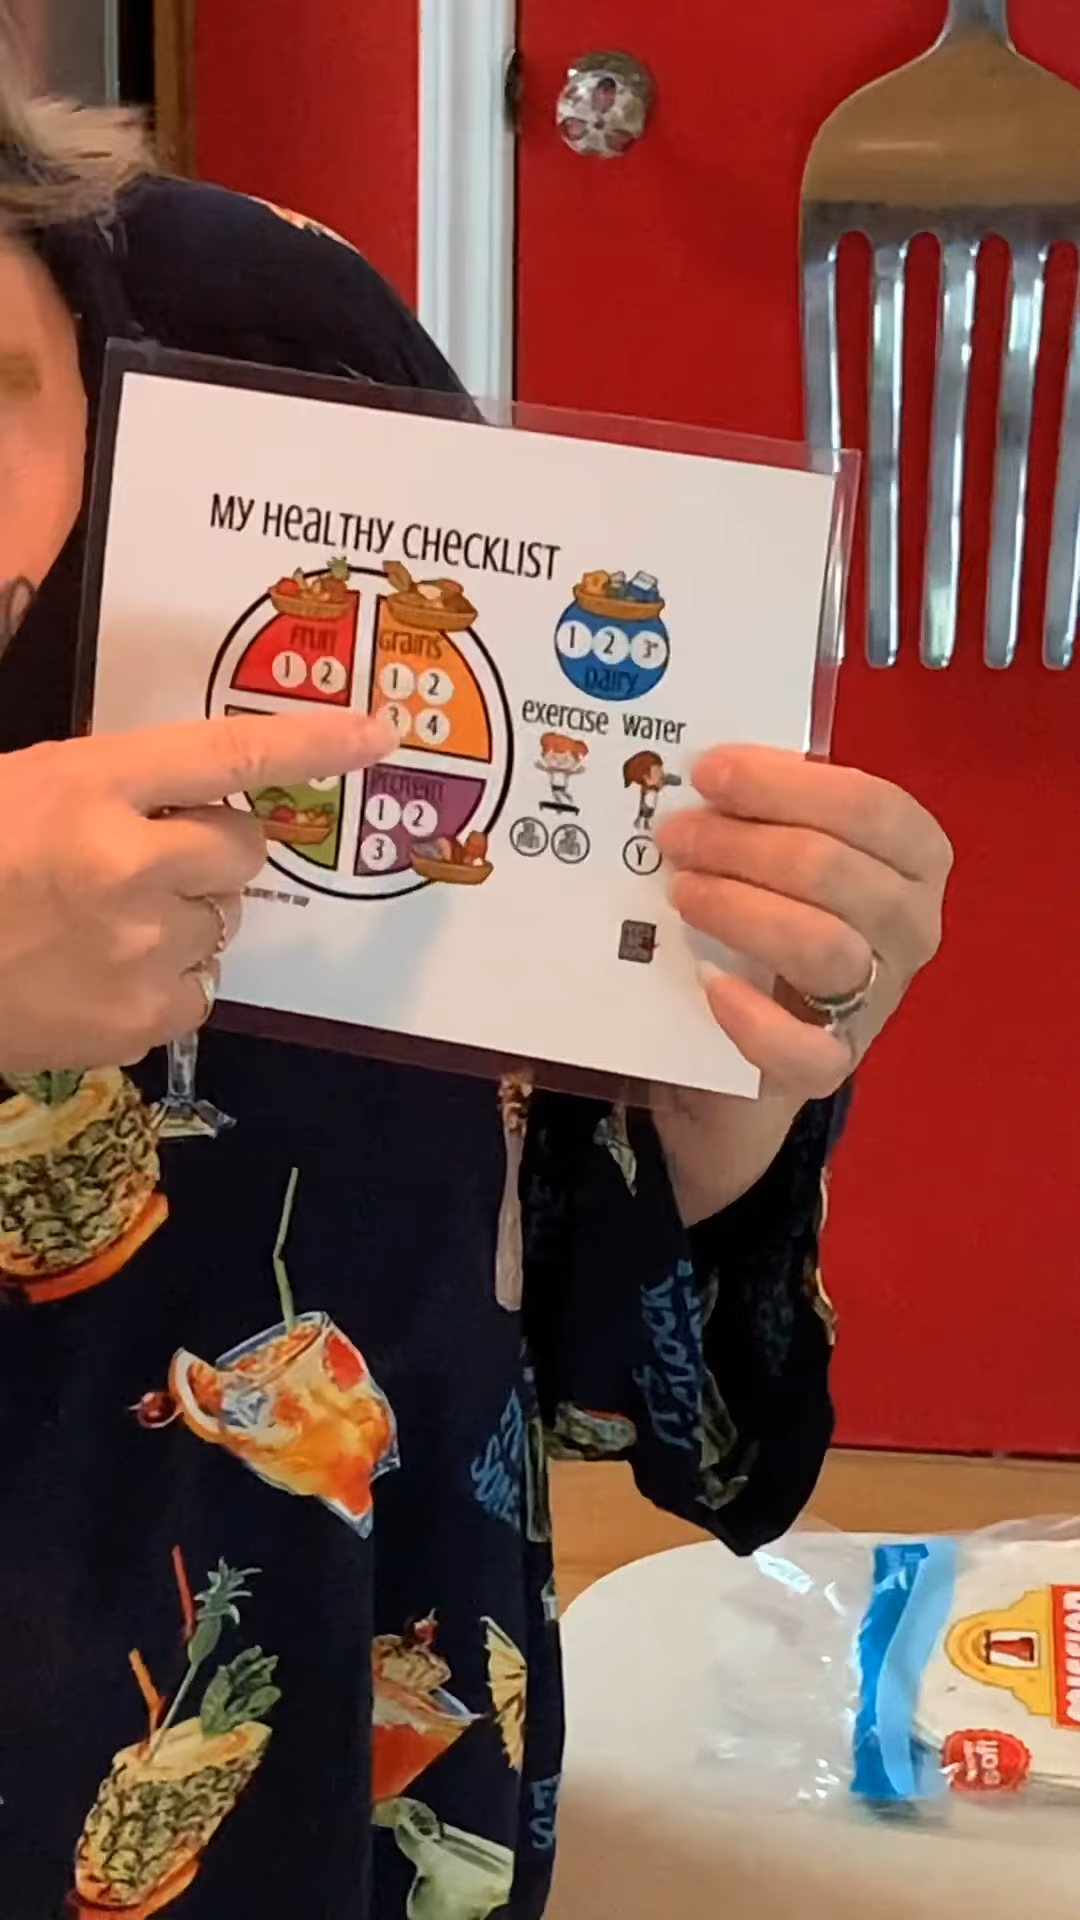 MY HealTHY CHecKLIST
Fruit
1 2
Grains
1 2
3 4
Protein
1 2
3
1 2 3*
Dairy
exercise water
Y
MISSION